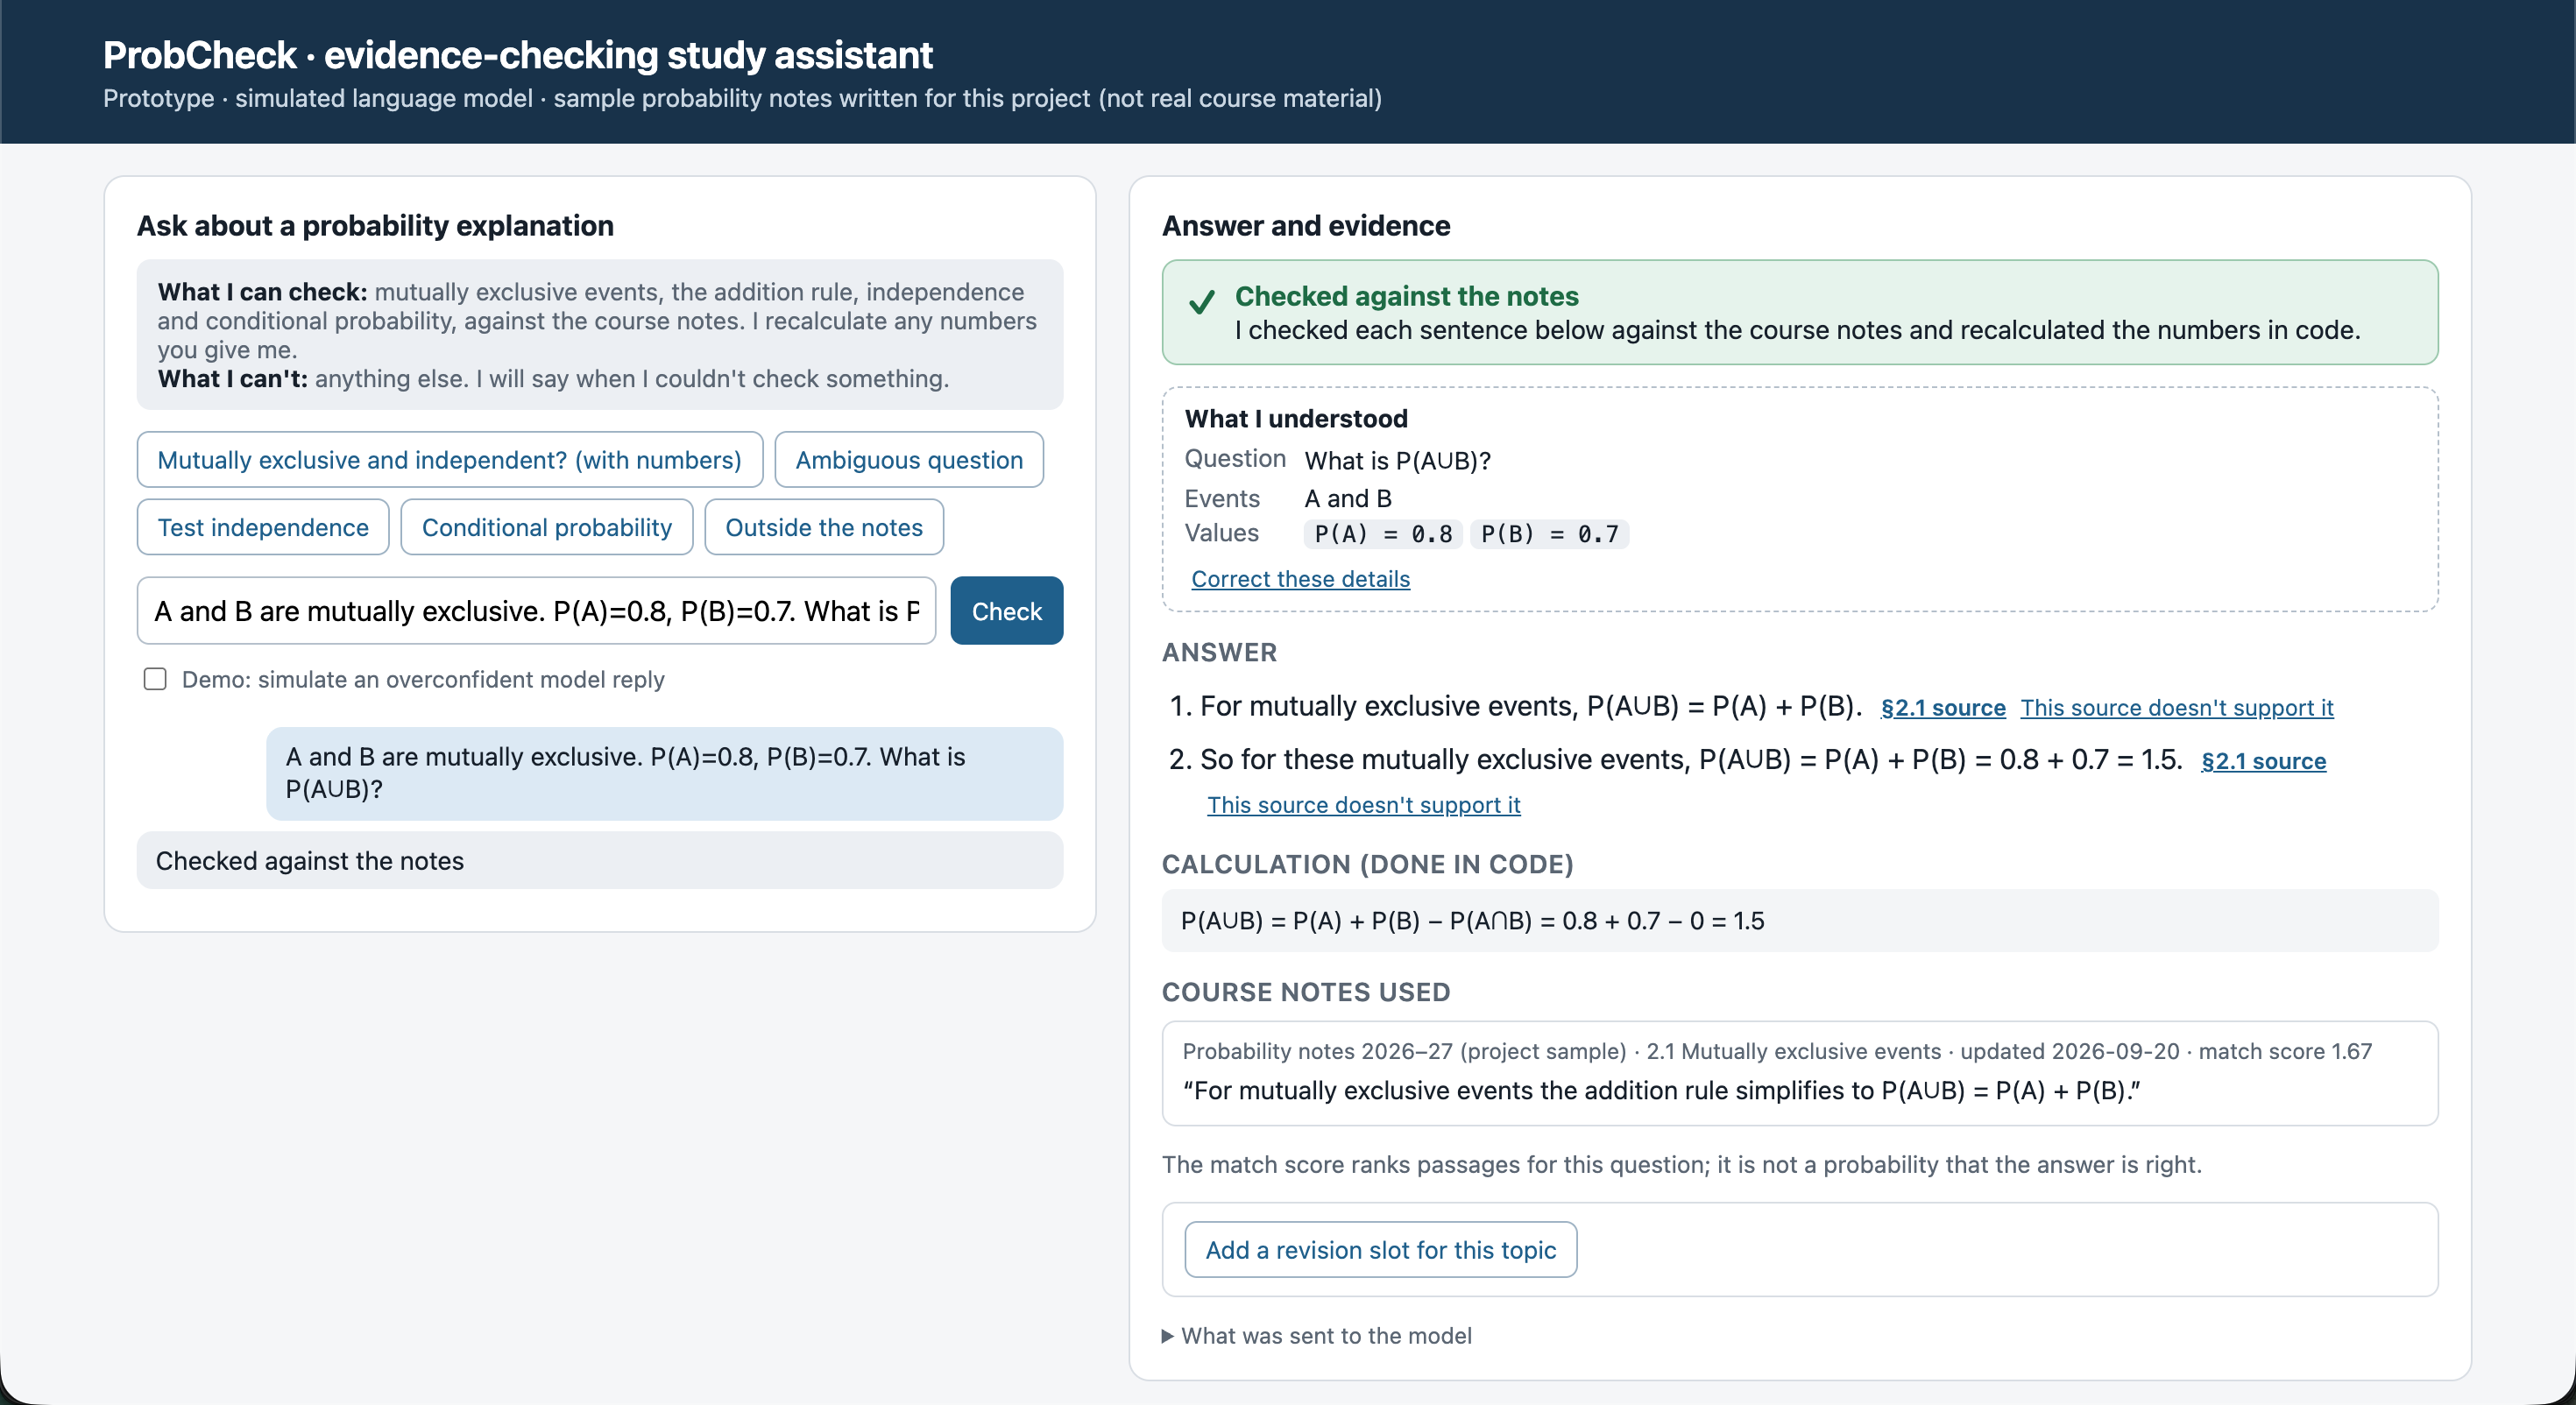 ProbCheck · evidence-checking study assistant
Prototype · simulated language model · sample probability notes written for this project (not real course material)
Ask about a probability explanation
What I can check: mutually exclusive events, the addition rule, independence
and conditional probability, against the course notes. I recalculate any numbers
you give me.
What I can't: anything else. I will say when I couldn't check something.
Mutually exclusive and independent? (with numbers)
Ambiguous question
Test independence
Conditional probability
Outside the notes
A and B are mutually exclusive. P(A)=0.8, P(B)=0.7. What is P
Check
Demo: simulate an overconfident model reply
A and B are mutually exclusive. P(A)=0.8, P(B)=0.7. What is
P(A∪B)?
Checked against the notes
Answer and evidence
Checked against the notes
I checked each sentence below against the course notes and recalculated the numbers in code.
What I understood
Question What is P(A∪B)?
Events A and B
Values P(A) = 0.8 P(B) = 0.7
Correct these details
ANSWER
1. For mutually exclusive events, P(A∪B) = P(A) + P(B). §2.1 source This source doesn't support it
2. So for these mutually exclusive events, P(A∪B) = P(A) + P(B) = 0.8 + 0.7 = 1.5. §2.1 source
This source doesn't support it
CALCULATION (DONE IN CODE)
P(A∪B) = P(A) + P(B) − P(A∩B) = 0.8 + 0.7 − 0 = 1.5
COURSE NOTES USED
Probability notes 2026–27 (project sample) · 2.1 Mutually exclusive events · updated 2026-09-20 · match score 1.67
“For mutually exclusive events the addition rule simplifies to P(A∪B) = P(A) + P(B).”
The match score ranks passages for this question; it is not a probability that the answer is right.
Add a revision slot for this topic
▶ What was sent to the model